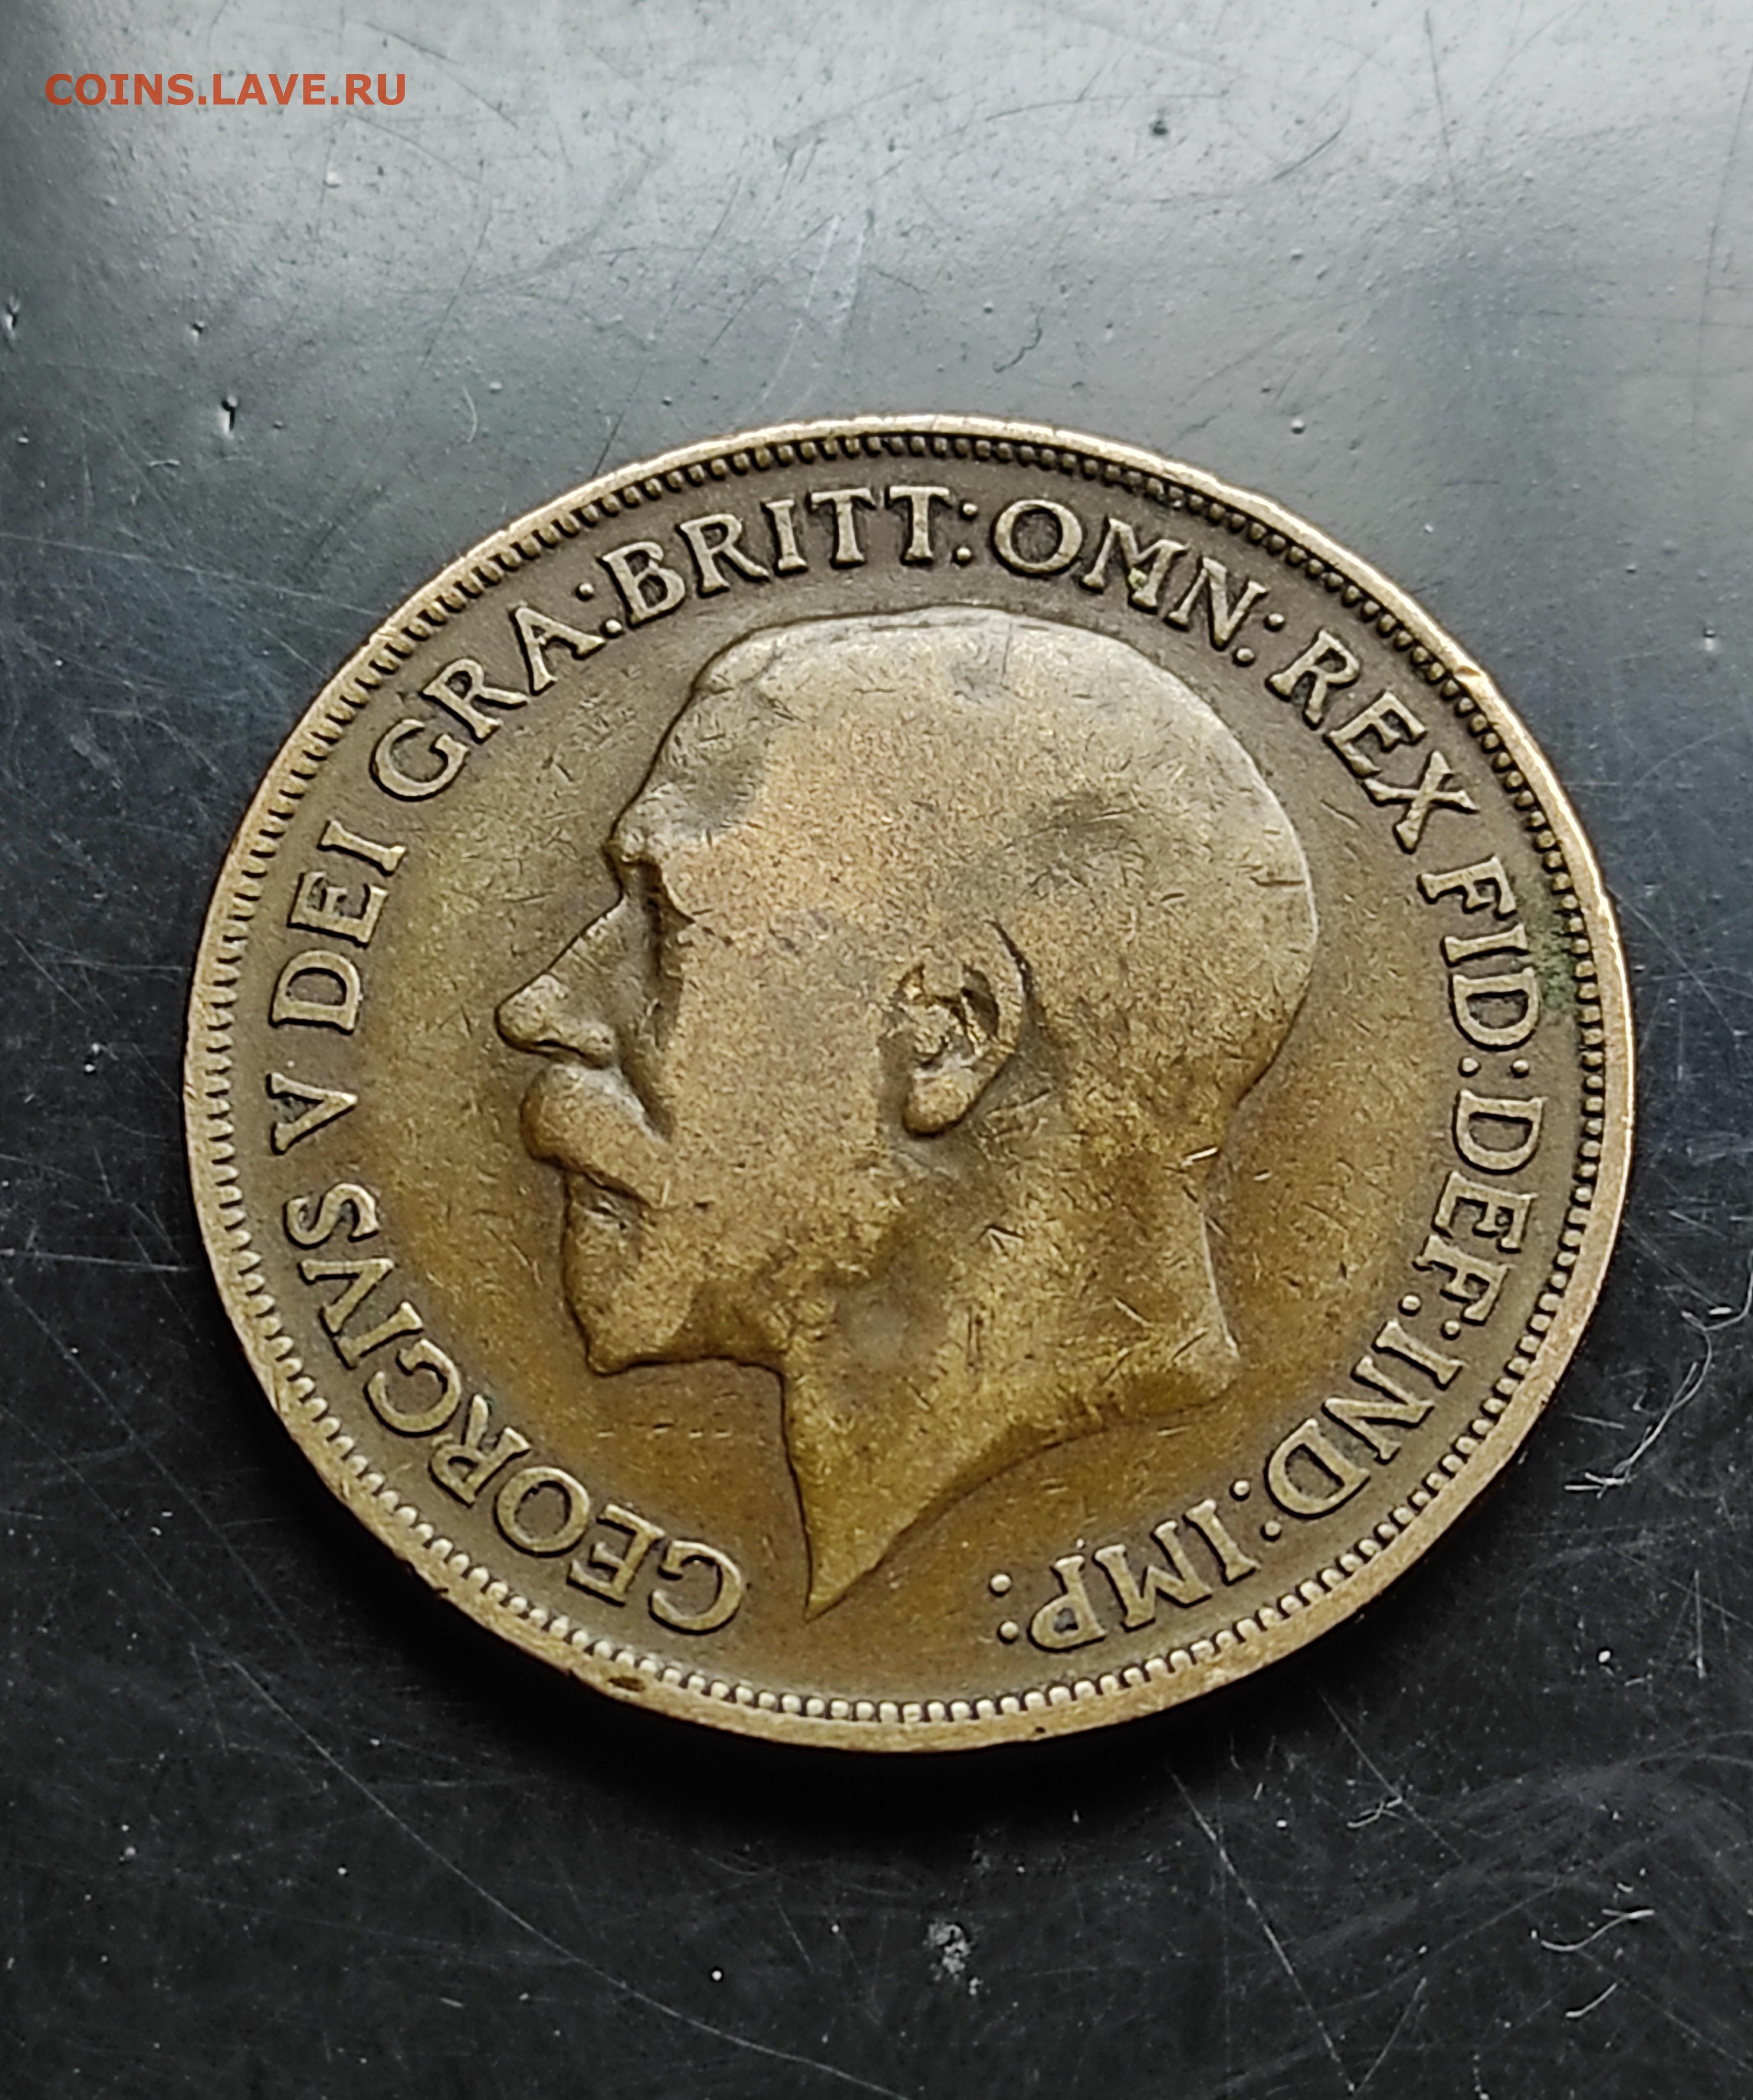 COINS.LAVE.RU
GEORGIVS V DEI GRA: BRITT: OMN: REX FID: DEF: IND: IMP: